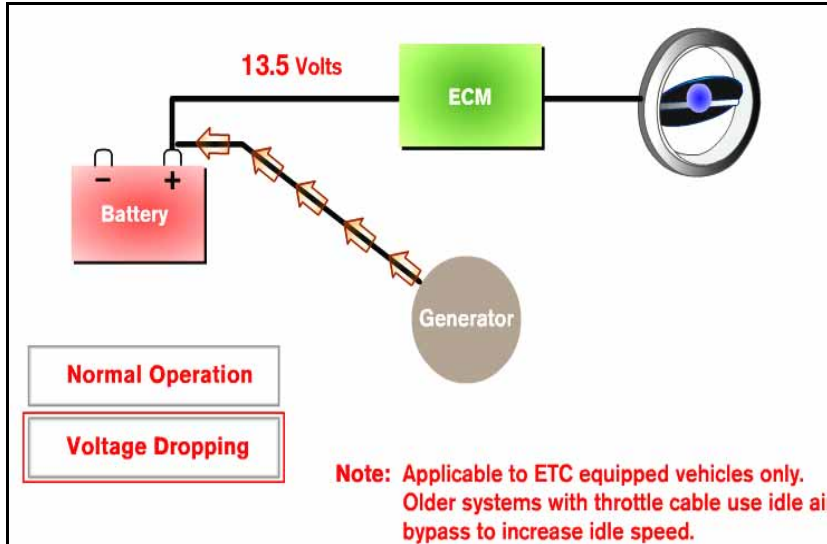 13.5 Volts
ECM
− +
Battery
Generator
Normal Operation
Voltage Dropping
Note: Applicable to ETC equipped vehicles only.
Older systems with throttle cable use idle ai
bypass to increase idle speed.